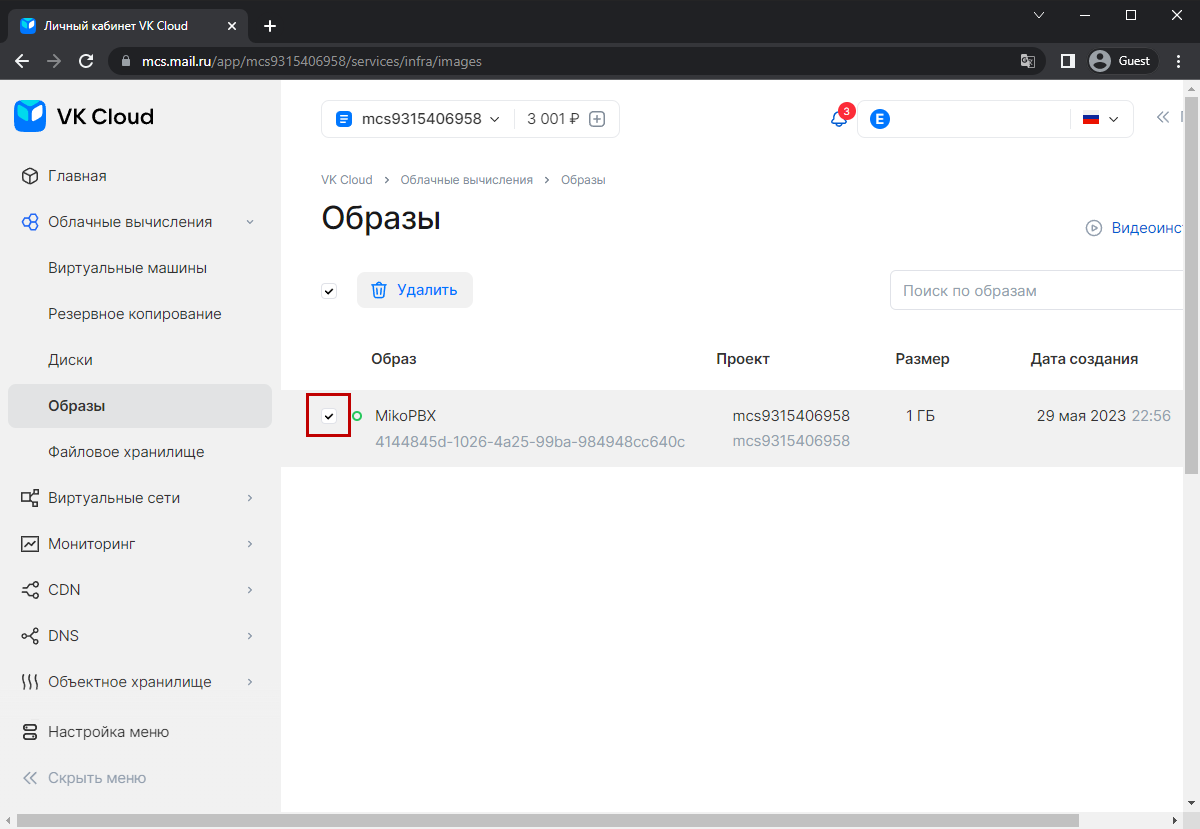 Личный кабинет VK Cloud
mcs.mail.ru/app/mcs9315406958/services/infra/images
Guest
VK Cloud
mcs9315406958
3 001 ₽
3
E
Главная
Облачные вычисления
Виртуальные машины
Резервное копирование
Диски
Образы
Файловое хранилище
Виртуальные сети
Мониторинг
CDN
DNS
Объектное хранилище
Настройка меню
Скрыть меню
VK Cloud > Облачные вычисления > Образы
Образы
Видеоинс
Удалить
Поиск по образам
Образ Проект Размер Дата создания
MikoPBX mcs9315406958 1 ГБ 29 мая 2023 22:56
4144845d-1026-4a25-99ba-984948cc640c mcs9315406958